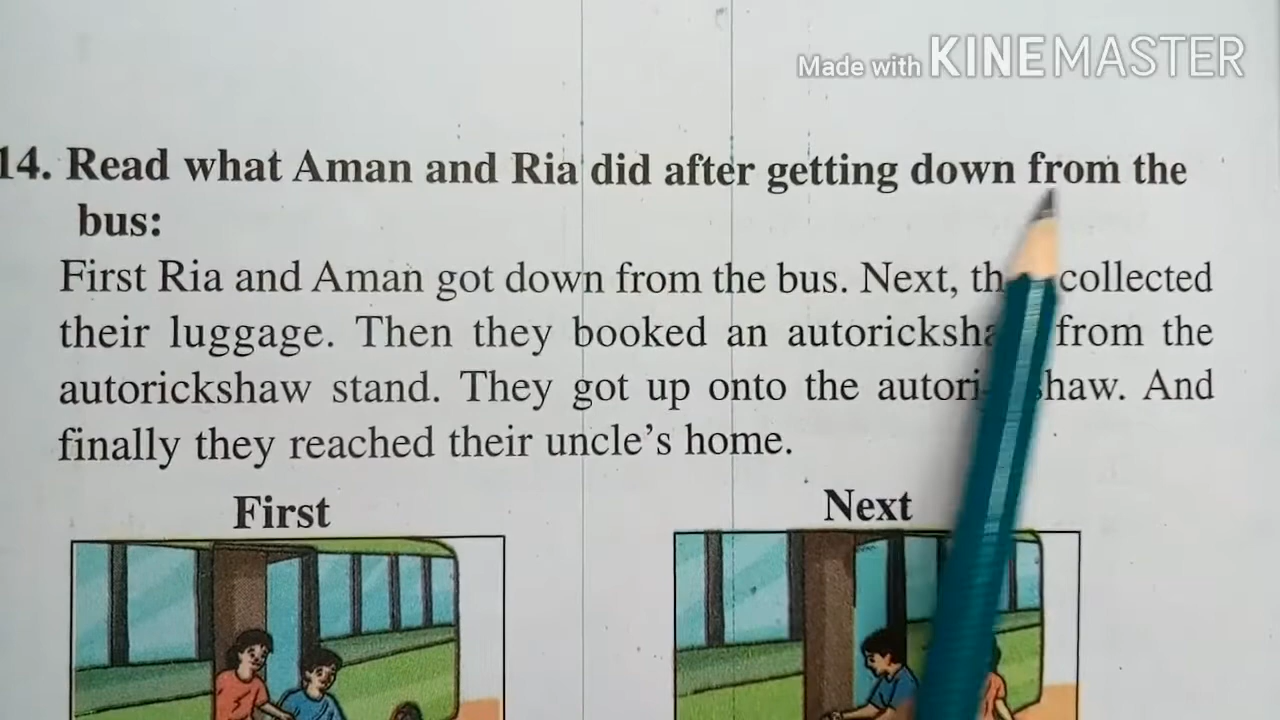 Made with KINEMASTER
14. Read what Aman and Ria did after getting down from the
bus:
First Ria and Aman got down from the bus. Next, collected
their luggage. Then they booked an from the
autorickshaw stand. They got up onto the And
finally they reached their uncle's home.
First
Next